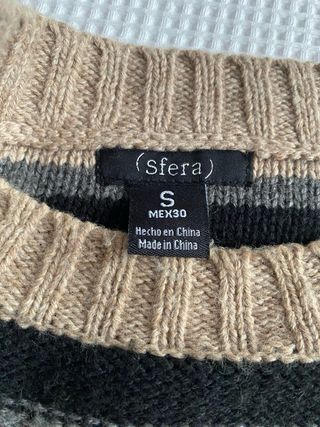 (Sfera)
S
MEX30
Hecho en China
Made in China